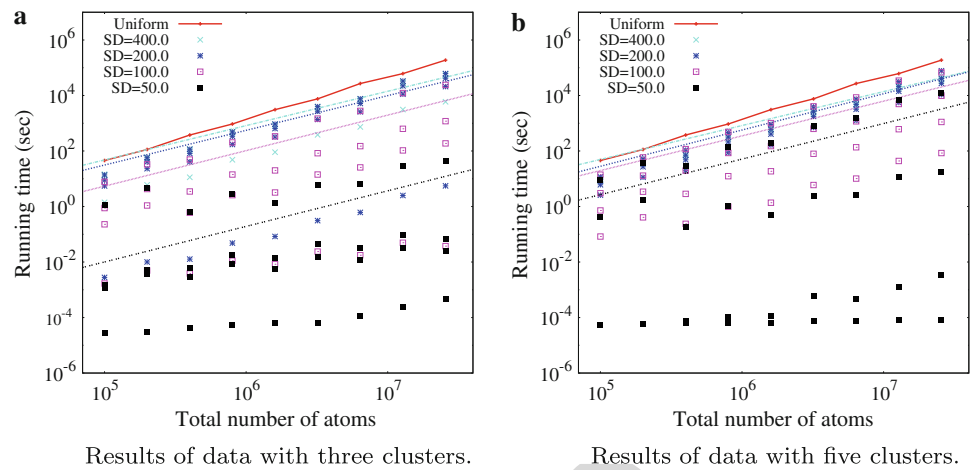 a
Uniform
SD=400.0
SD=200.0
SD=100.0
SD=50.0
10^6
10^4
10^2
10^0
10^-2
10^-4
10^-6
Running time (sec)
10^5 10^6 10^7
Total number of atoms
Results of data with three clusters.
b
Uniform
SD=400.0
SD=200.0
SD=100.0
SD=50.0
10^6
10^4
10^2
10^0
10^-2
10^-4
10^-6
Running time (sec)
10^5 10^6 10^7
Total number of atoms
Results of data with five clusters.